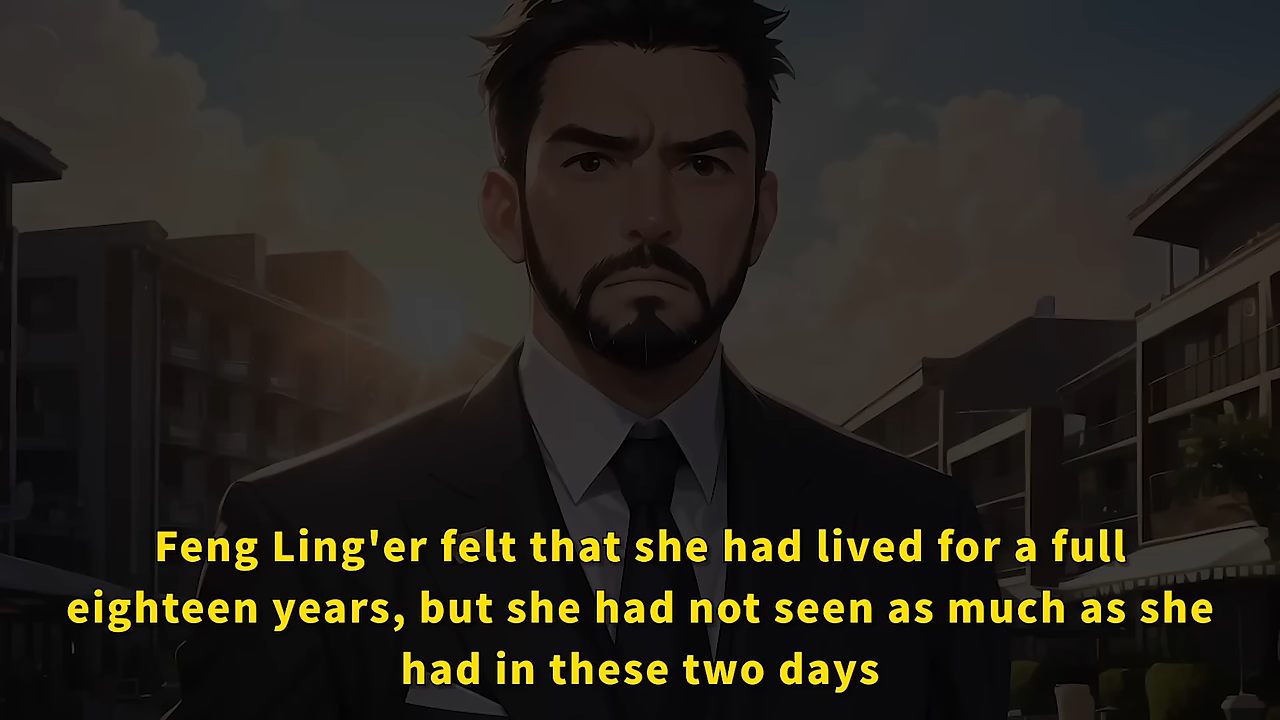 Feng Ling'er felt that she had lived for a full
eighteen years, but she had not seen as much as she
had in these two days